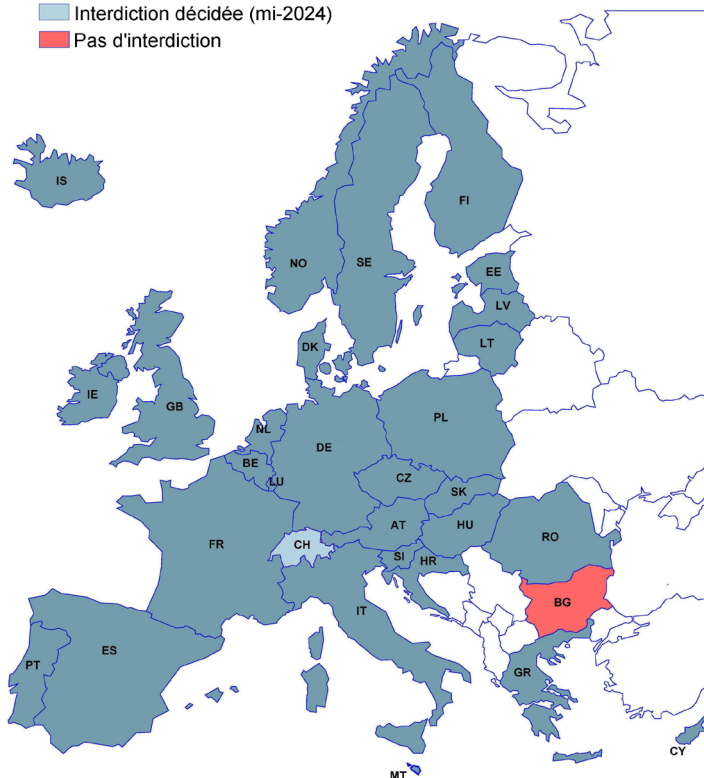 Interdiction décidée (mi-2024)
Pas d'interdiction
IS
FI
NO
SE
EE
LV
LT
DK
IE
GB
NL
PL
DE
BE
LU
CZ
SK
AT
HU
FR
CH
RO
SI
HR
BG
IT
ES
PT
GR
CY
MT